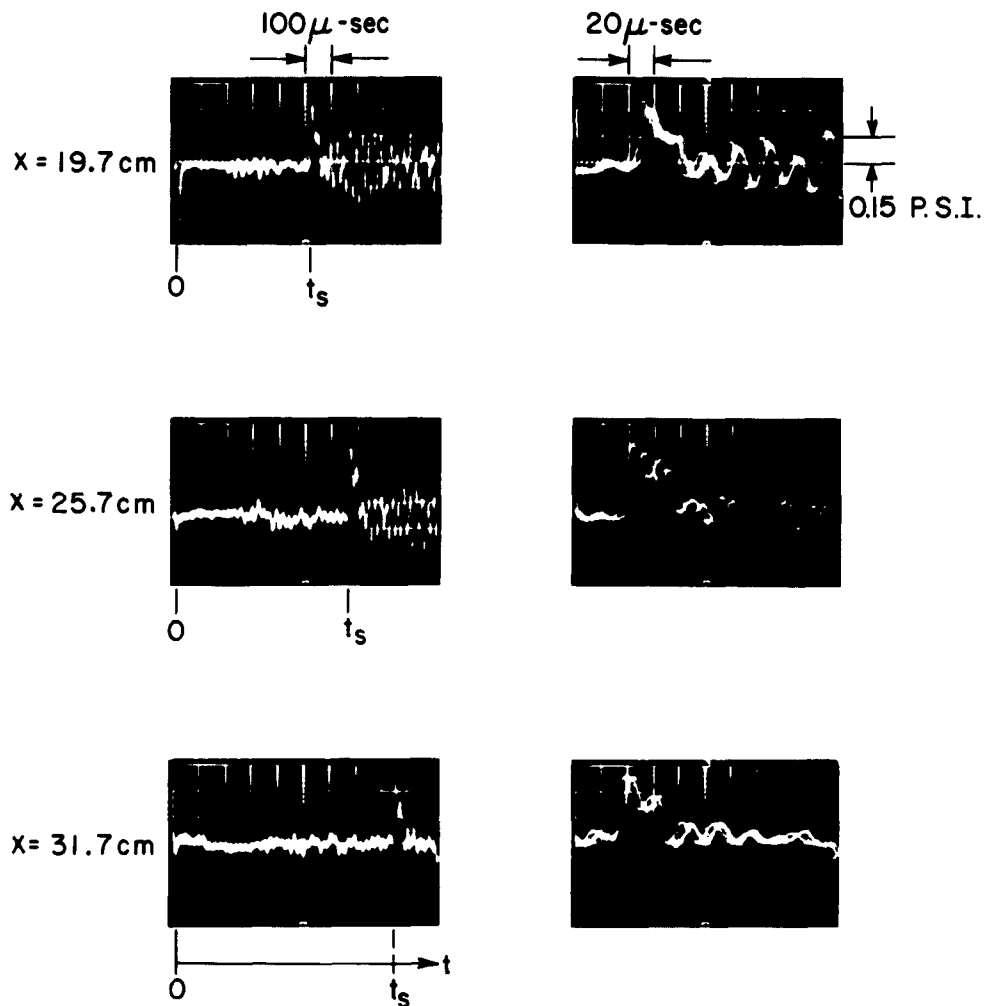 100μ-sec
20μ-sec
X = 19.7 cm
0.15 P.S.I.
0
ts
X = 25.7 cm
0
ts
X = 31.7 cm
t
0
ts